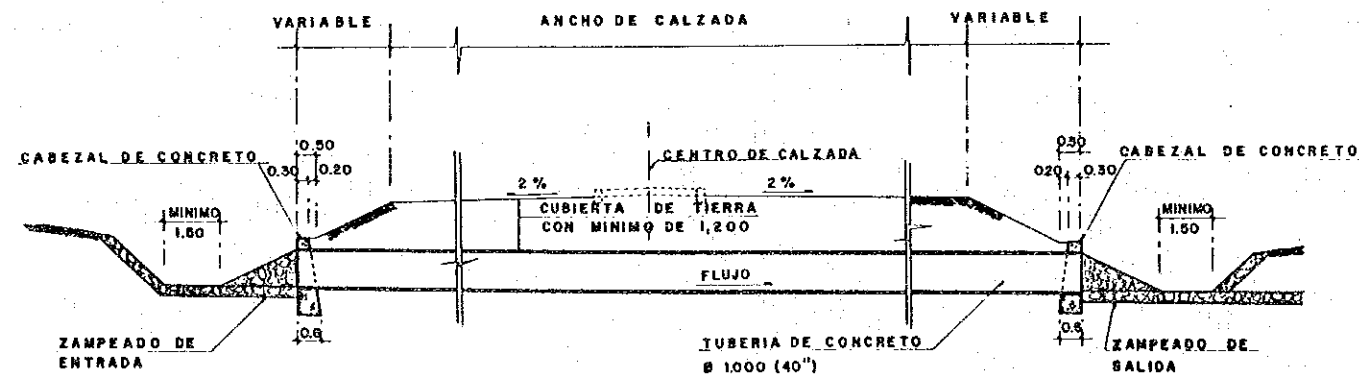 VARIABLE ANCHO DE CALZADA VARIABLE
0.50 0.50
CABEZAL DE CONCRETO CENTRO DE CALZADA CABEZAL DE CONCRETO
0.30 0.20 0.20 0.30
2 % 2 %
MINIMO MINIMO
1.50 1.50
CUBIERTA DE TIERRA
CON MINIMO DE 1,200
FLUJO
0.6 0.6
ZAMPEADO DE
ENTRADA
TUBERIA DE CONCRETO
Ø 1.000 (40")
ZAMPEADO DE
SALIDA